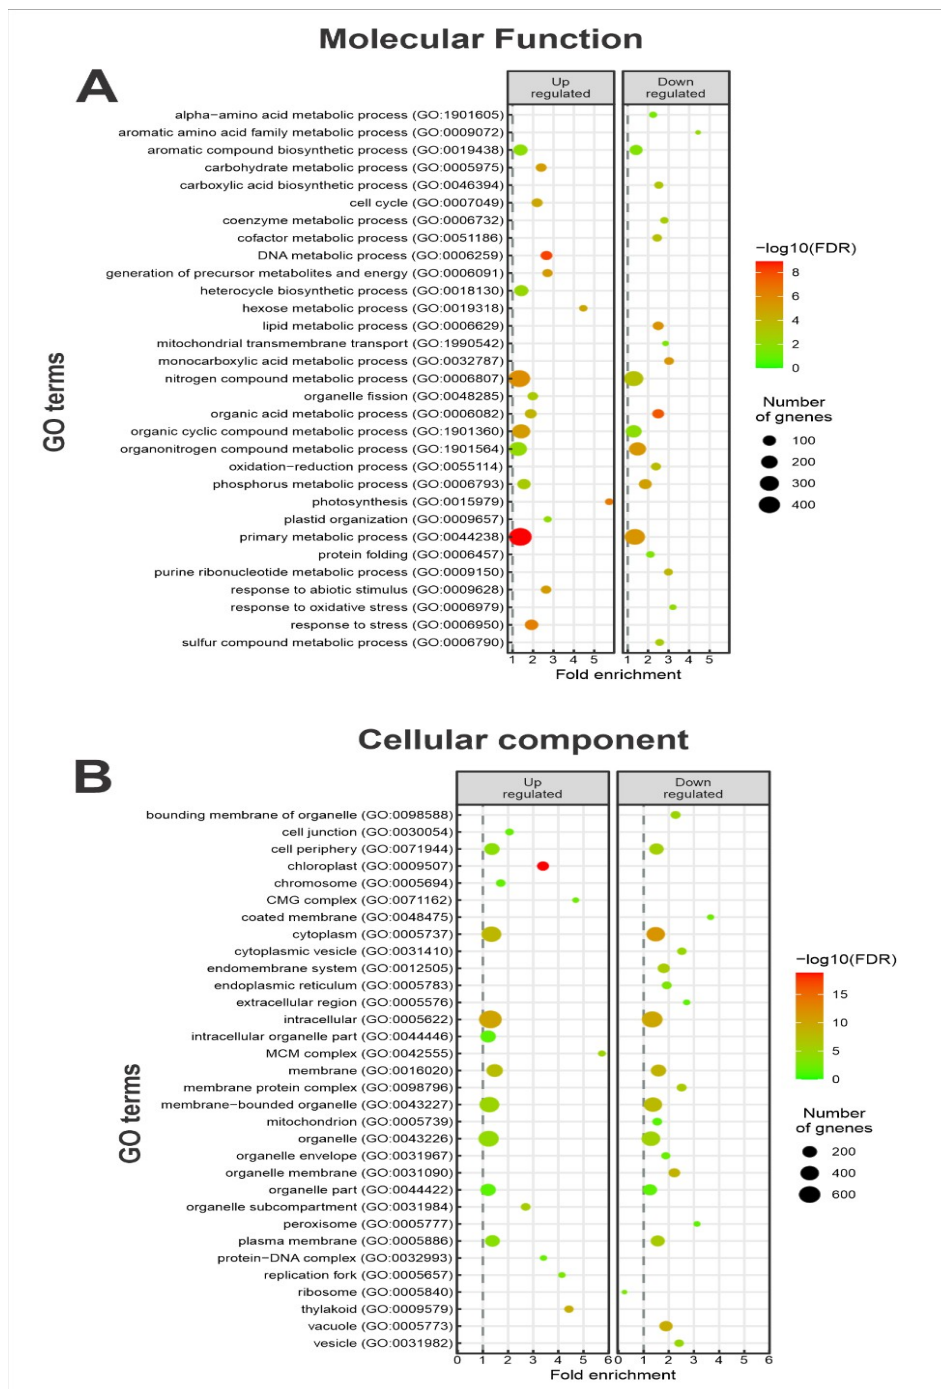 Molecular Function
A
Up
regulated
Down
regulated
alpha−amino acid metabolic process (GO:1901605)
aromatic amino acid family metabolic process (GO:0009072)
aromatic compound biosynthetic process (GO:0019438)
carbohydrate metabolic process (GO:0005975)
carboxylic acid biosynthetic process (GO:0046394)
cell cycle (GO:0007049)
coenzyme metabolic process (GO:0006732)
cofactor metabolic process (GO:0051186)
DNA metabolic process (GO:0006259)
generation of precursor metabolites and energy (GO:0006091)
heterocycle biosynthetic process (GO:0018130)
hexose metabolic process (GO:0019318)
lipid metabolic process (GO:0006629)
mitochondrial transmembrane transport (GO:1990542)
monocarboxylic acid metabolic process (GO:0032787)
nitrogen compound metabolic process (GO:0006807)
organelle fission (GO:0048285)
organic acid metabolic process (GO:0006082)
organic cyclic compound metabolic process (GO:1901360)
organonitrogen compound metabolic process (GO:1901564)
oxidation−reduction process (GO:0055114)
phosphorus metabolic process (GO:0006793)
photosynthesis (GO:0015979)
plastid organization (GO:0009657)
primary metabolic process (GO:0044238)
protein folding (GO:0006457)
purine ribonucleotide metabolic process (GO:0009150)
response to abiotic stimulus (GO:0009628)
response to oxidative stress (GO:0006979)
response to stress (GO:0006950)
sulfur compound metabolic process (GO:0006790)
GO terms
1 2 3 4 5
1 2 3 4 5
Fold enrichment
−log10(FDR)
8
6
4
2
0
Number
of gnenes
100
200
300
400
Cellular component
B
Up
regulated
Down
regulated
bounding membrane of organelle (GO:0098588)
cell junction (GO:0030054)
cell periphery (GO:0071944)
chloroplast (GO:0009507)
chromosome (GO:0005694)
CMG complex (GO:0071162)
coated membrane (GO:0048475)
cytoplasm (GO:0005737)
cytoplasmic vesicle (GO:0031410)
endomembrane system (GO:0012505)
endoplasmic reticulum (GO:0005783)
extracellular region (GO:0005576)
intracellular (GO:0005622)
intracellular organelle part (GO:0044446)
MCM complex (GO:0042555)
membrane (GO:0016020)
membrane protein complex (GO:0098796)
membrane−bounded organelle (GO:0043227)
mitochondrion (GO:0005739)
organelle (GO:0043226)
organelle envelope (GO:0031967)
organelle membrane (GO:0031090)
organelle part (GO:0044422)
organelle subcompartment (GO:0031984)
peroxisome (GO:0005777)
plasma membrane (GO:0005886)
protein−DNA complex (GO:0032993)
replication fork (GO:0005657)
ribosome (GO:0005840)
thylakoid (GO:0009579)
vacuole (GO:0005773)
vesicle (GO:0031982)
GO terms
0 1 2 3 4 5 6
0 1 2 3 4 5 6
Fold enrichment
−log10(FDR)
15
10
5
0
Number
of gnenes
200
400
600